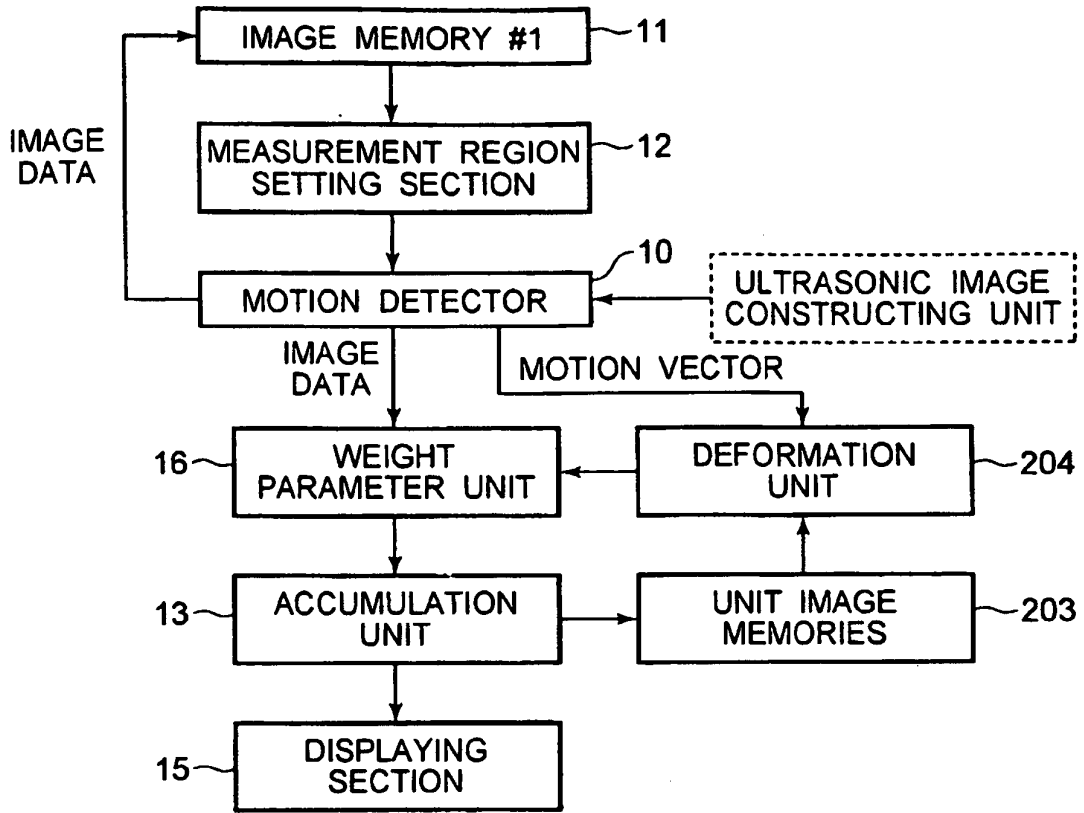 IMAGE MEMORY #1
11
IMAGE
DATA
MEASUREMENT REGION
SETTING SECTION
12
10
MOTION DETECTOR
ULTRASONIC IMAGE
CONSTRUCTING UNIT
IMAGE
DATA
MOTION VECTOR
16
WEIGHT
PARAMETER UNIT
DEFORMATION
UNIT
204
13
ACCUMULATION
UNIT
UNIT IMAGE
MEMORIES
203
15
DISPLAYING
SECTION